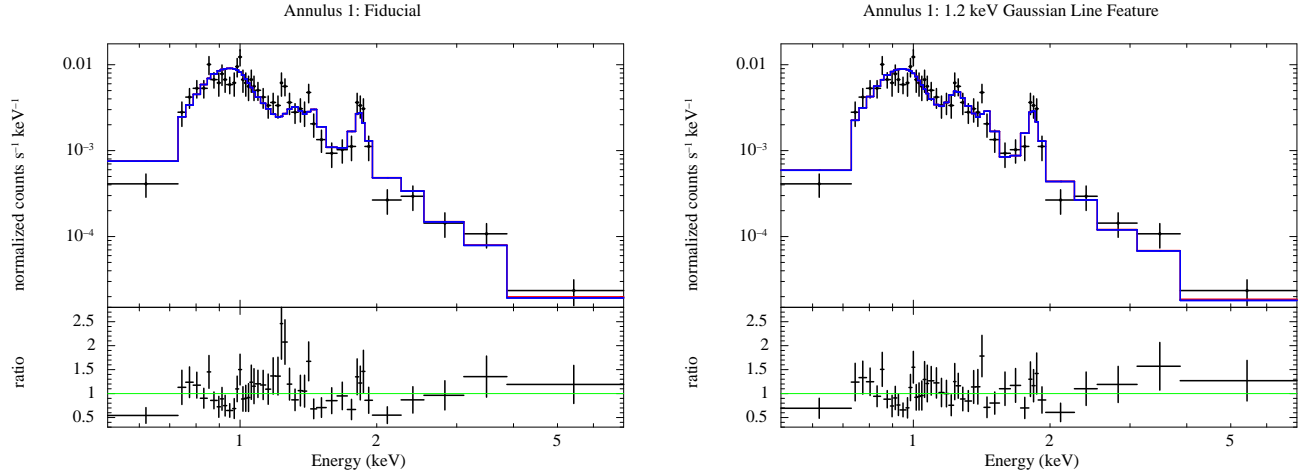 Annulus 1: Fiducial
normalized counts s⁻¹ keV⁻¹
0.01
10⁻³
10⁻⁴
ratio
2.5
2
1.5
1
0.5
1
2
5
Energy (keV)
Annulus 1: 1.2 keV Gaussian Line Feature
normalized counts s⁻¹ keV⁻¹
0.01
10⁻³
10⁻⁴
ratio
2.5
2
1.5
1
0.5
1
2
5
Energy (keV)